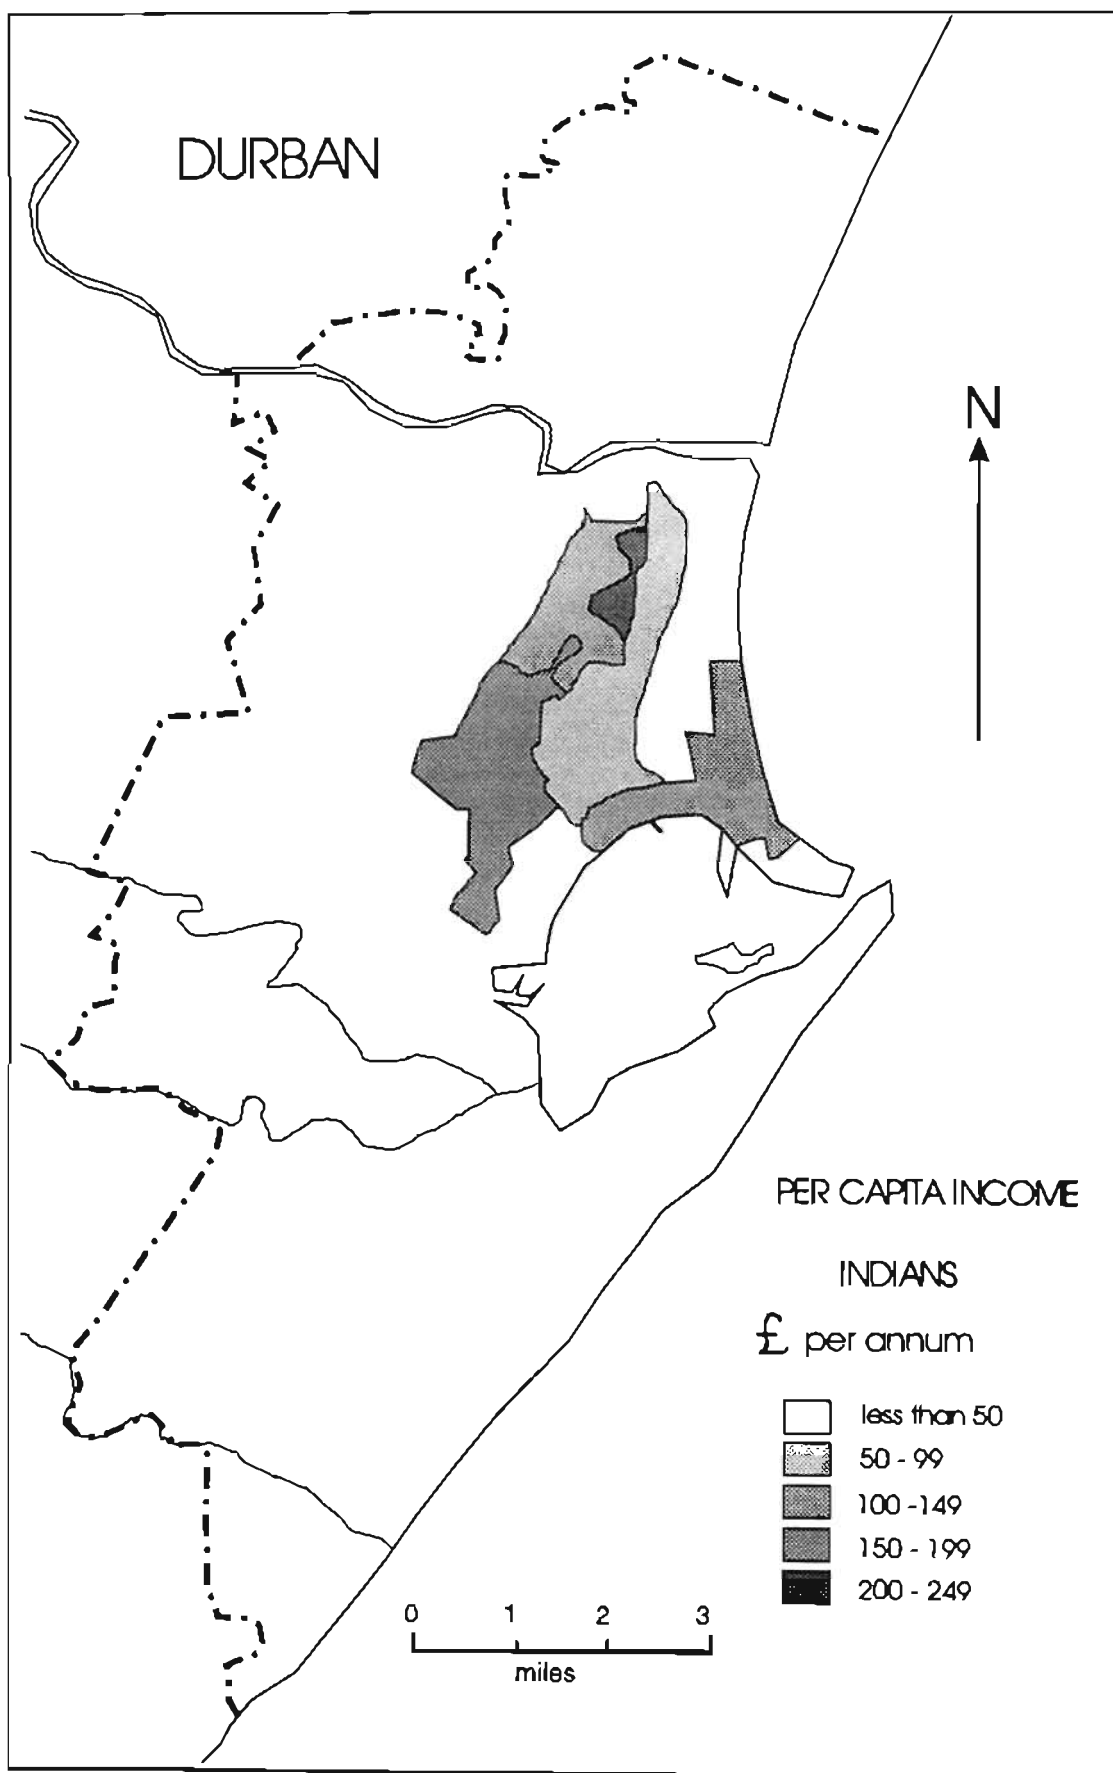 DURBAN
N
PER CAPITA INCOME
INDIANS
£ per annum
less than 50
50 - 99
100 -149
150 - 199
200 - 249
0 1 2 3
miles